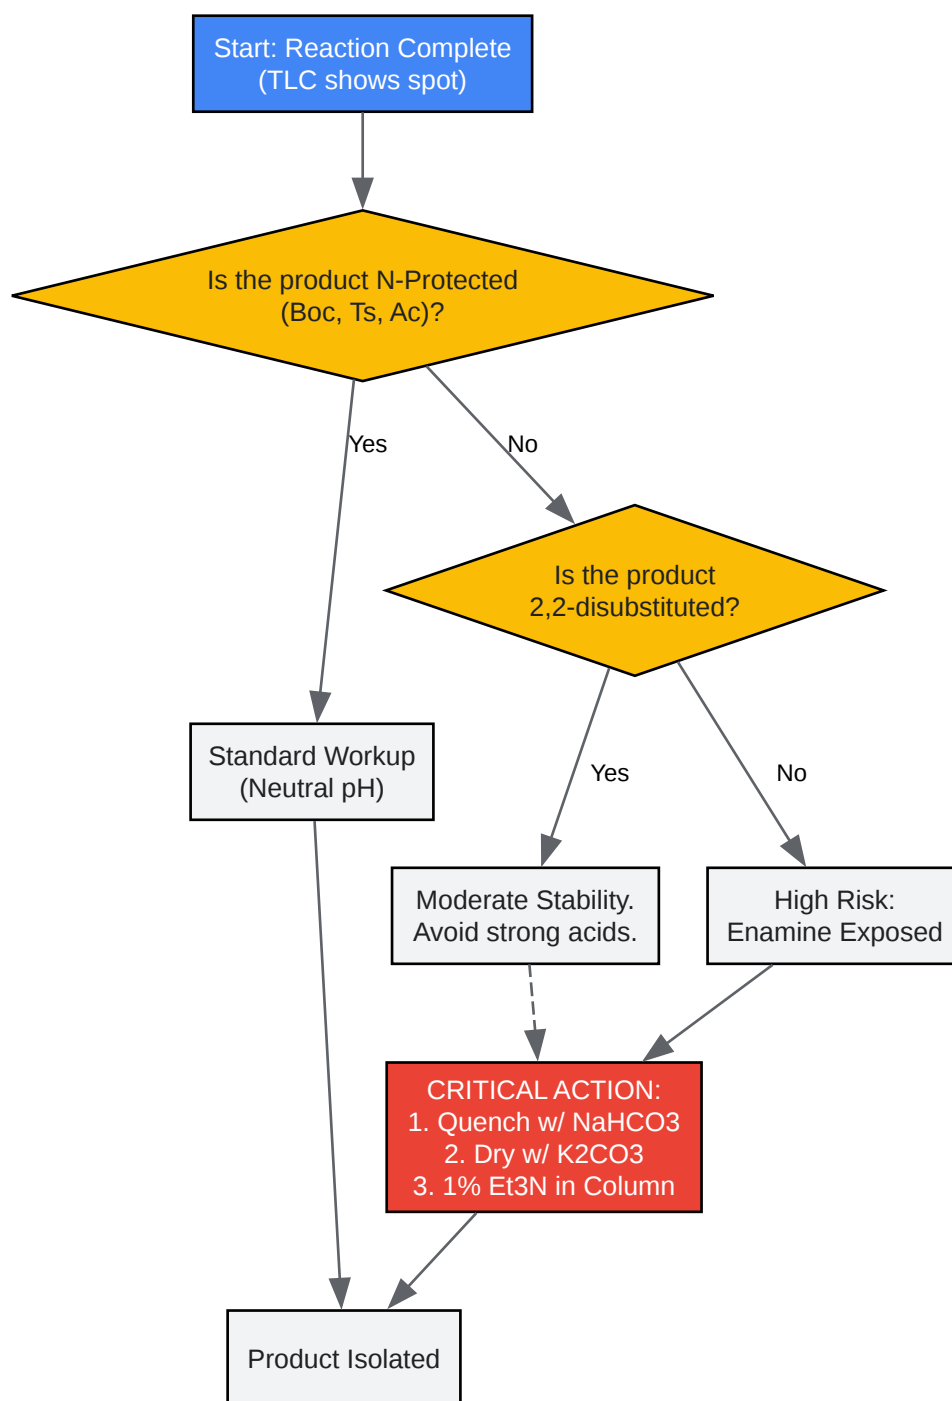 Start: Reaction Complete
(TLC shows spot)
Is the product N-Protected
(Boc, Ts, Ac)?
Yes
No
Is the product
2,2-disubstituted?
Standard Workup
(Neutral pH)
Yes
No
Moderate Stability.
Avoid strong acids.
High Risk:
Enamine Exposed
CRITICAL ACTION:
1. Quench w/ NaHCO3
2. Dry w/ K2CO3
3. 1% Et3N in Column
Product Isolated